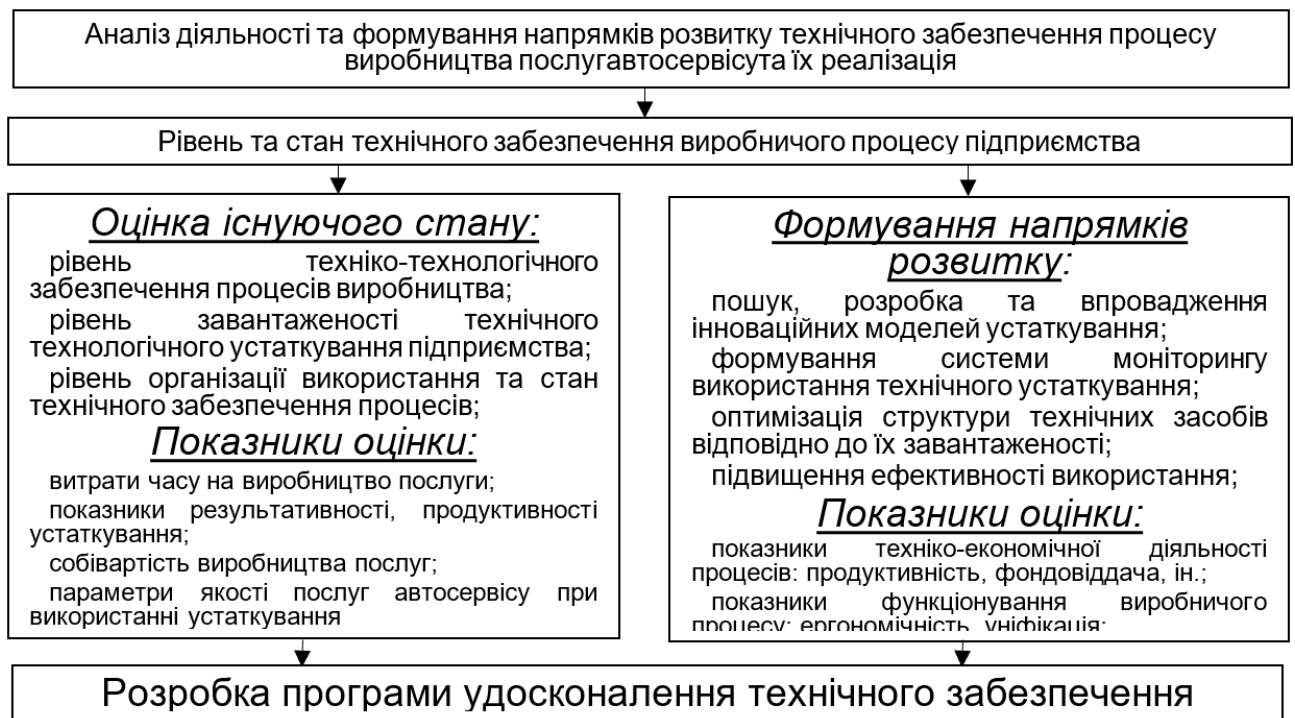 Аналіз діяльності та формування напрямків розвитку технічного забезпечення процесу
виробництва послугавтосервісута їх реалізація
Рівень та стан технічного забезпечення виробничого процесу підприємства
Оцінка існуючого стану:
рівень техніко-технологічного
забезпечення процесів виробництва;
рівень завантаженості технічного
технологічного устаткування підприємства;
рівень організації використання та стан
технічного забезпечення процесів;
Показники оцінки:
витрати часу на виробництво послуги;
показники результативності, продуктивності
устаткування;
собівартість виробництва послуг;
параметри якості послуг автосервісу при
використанні устаткування
Формування напрямків
розвитку:
пошук, розробка та впровадження
інноваційних моделей устаткування;
формування системи моніторингу
використання технічного устаткування;
оптимізація структури технічних засобів
відповідно до їх завантаженості;
підвищення ефективності використання;
Показники оцінки:
показники техніко-економічної діяльності
процесів: продуктивність, фондовіддача, ін.;
показники функціонування виробничого
процесу: ергономічність, уніфікація;
Розробка програми удосконалення технічного забезпечення